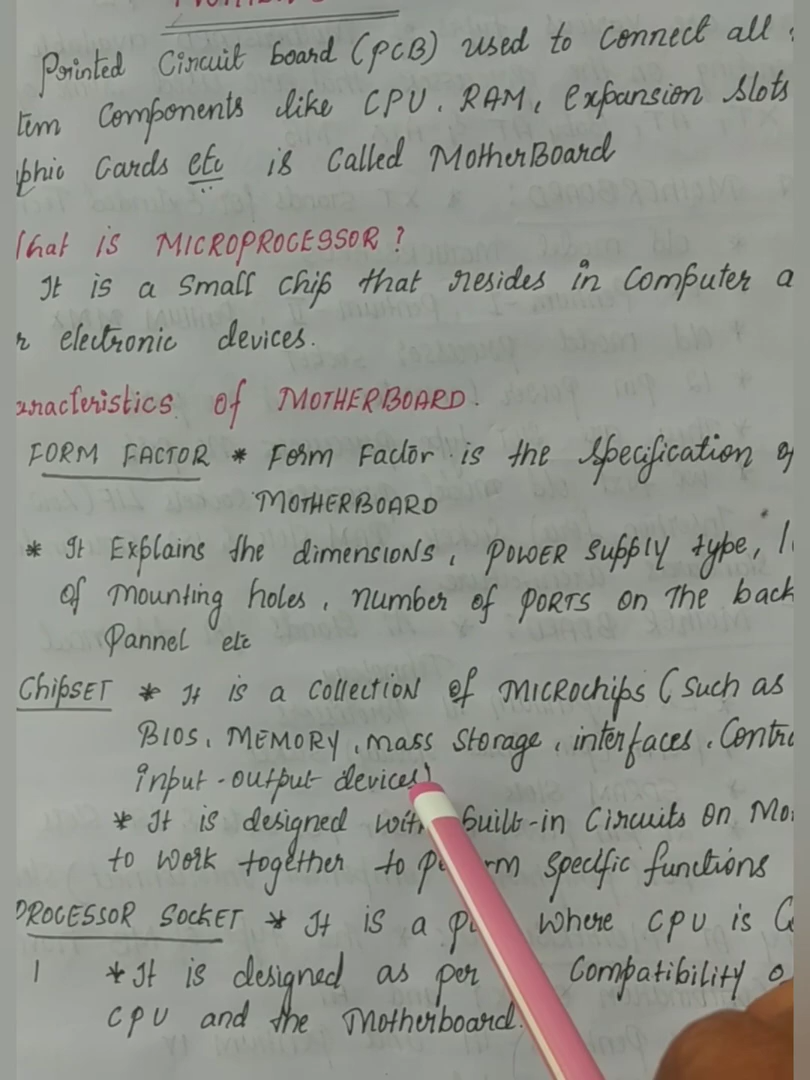 Printed Circuit board (PCB) used to connect all
tem Components like CPU, RAM, Expansion Slots
phic Cards etc is Called MotherBoard
hat is MICROPROCESSOR?
It is a Small chip that resides in Computer a
r electronic devices.
aracteristics of MOTHERBOARD.
FORM FACTOR * Form Factor is the Specification of
MOTHERBOARD
* It Explains the dimensions, POWER Supply type,
of mounting holes, number of PORTS on The back
Pannel etc
ChipSET * It is a collection of MICROchips (such as
BIOS, MEMORY, mass Storage, interfaces, Contro
input-output devices)
* It is designed with built-in Circuits on Mo
to work together to perform specific functions
PROCESSOR SOCKET * It is a where CPU is
* It is designed as per Compatibility o
CPU and the Motherboard.